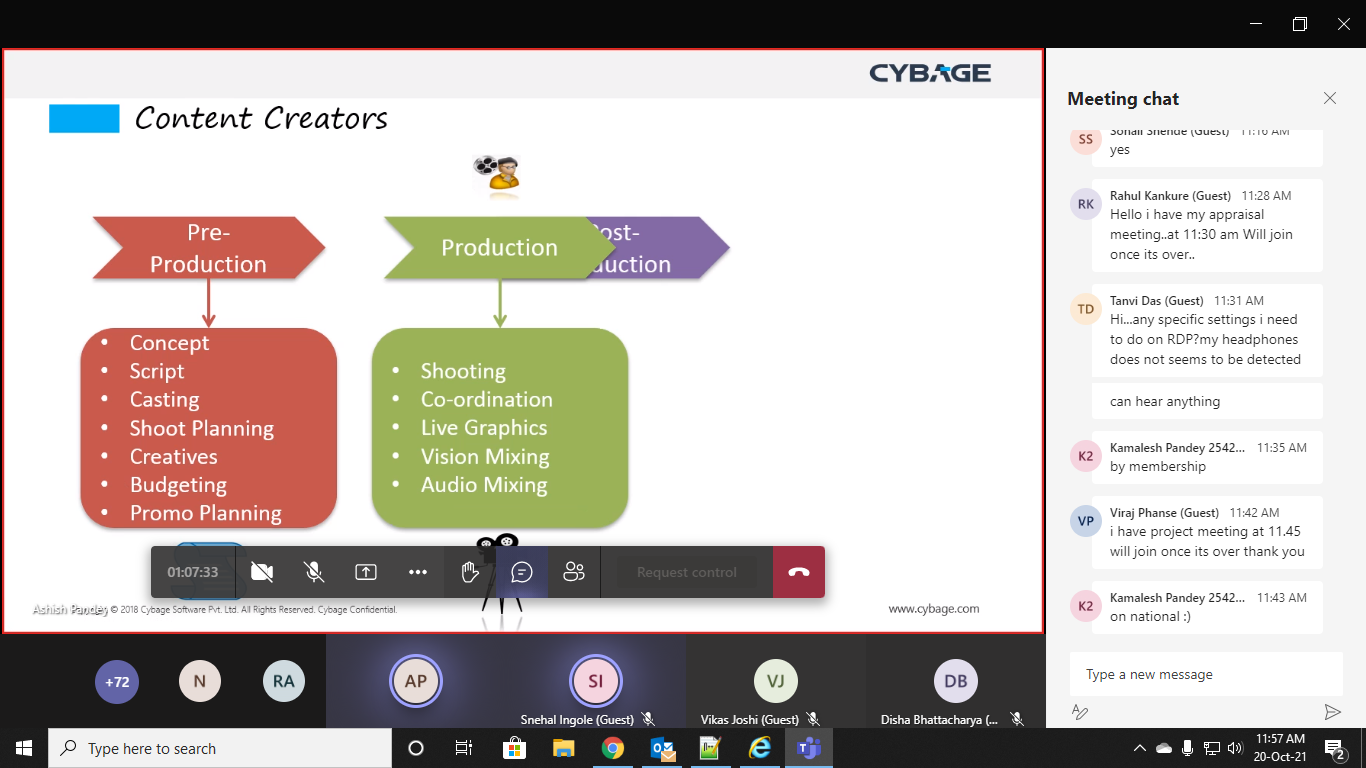 CYBAGE
Content Creators
Pre-
Production
Production
ost-
duction
• Concept
• Script
• Casting
• Shoot Planning
• Creatives
• Budgeting
• Promo Planning
• Shooting
• Co-ordination
• Live Graphics
• Vision Mixing
• Audio Mixing
01:07:33
Request control
Ashish Pandey © 2018 Cybage Software Pvt. Ltd. All Rights Reserved. Cybage Confidential.
www.cybage.com
+72
N
RA
AP
SI
VJ
DB
Snehal Ingole (Guest)
Vikas Joshi (Guest)
Disha Bhattacharya (...
Meeting chat
SS
Sonali Shende (Guest) 11:16 AM
yes
RK
Rahul Kankure (Guest) 11:28 AM
Hello i have my appraisal
meeting..at 11:30 am Will join
once its over..
TD
Tanvi Das (Guest) 11:31 AM
Hi...any specific settings i need
to do on RDP?my headphones
does not seems to be detected
can hear anything
K2
Kamalesh Pandey 2542... 11:35 AM
by membership
VP
Viraj Phanse (Guest) 11:42 AM
i have project meeting at 11.45
will join once its over thank you
K2
Kamalesh Pandey 2542... 11:43 AM
on national :)
Type a new message
Type here to search
11:57 AM
20-Oct-21
2